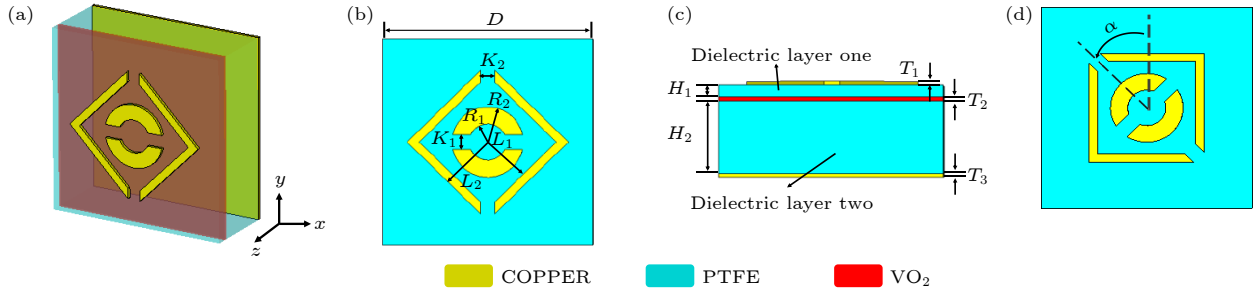 (a)
y
x
z
(b)
D
K₂
R₂
R₁
K₁
L₁
L₂
(c)
Dielectric layer one
T₁
H₁
T₂
H₂
T₃
Dielectric layer two
(d)
α
COPPER
PTFE
VO₂